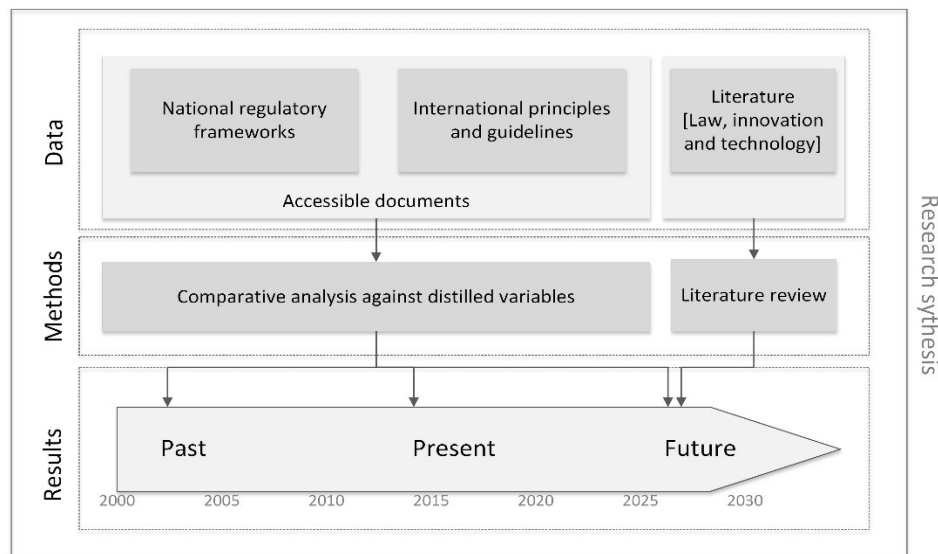 Data
National regulatory
frameworks
International principles
and guidelines
Literature
[Law, innovation
and technology]
Accessible documents
Methods
Comparative analysis against distilled variables
Literature review
Results
Past
Present
Future
2000 2005 2010 2015 2020 2025 2030
Research sythesis